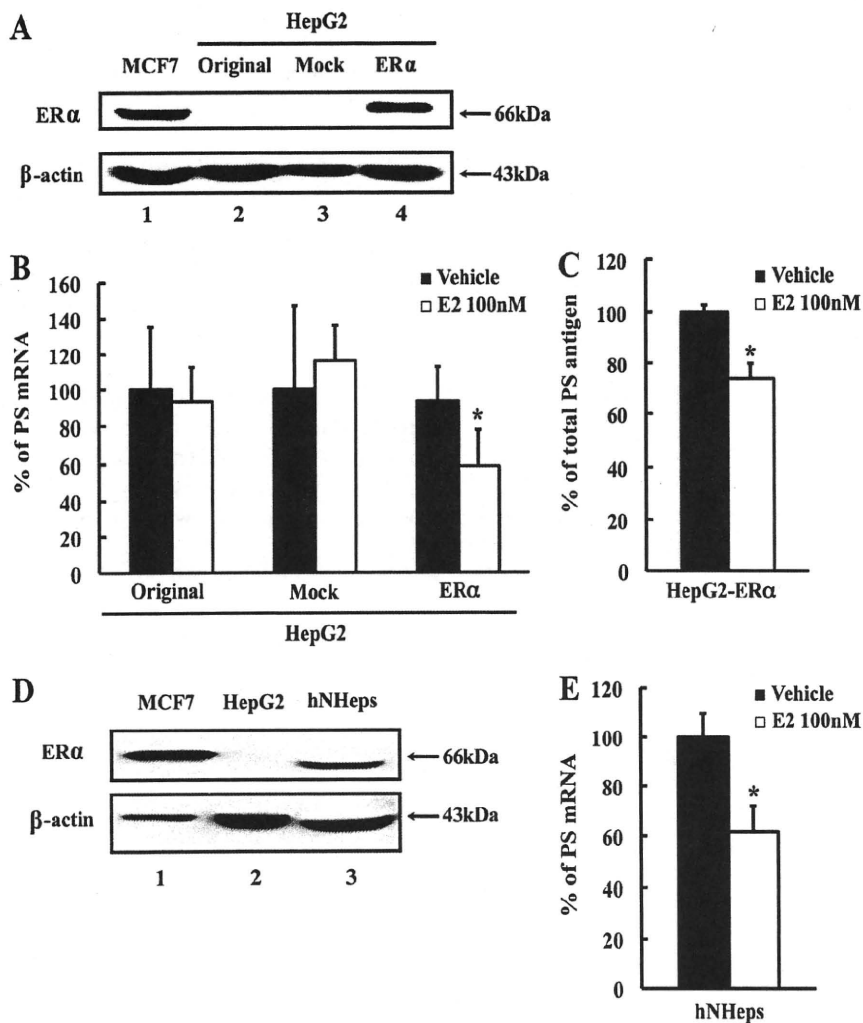 A
HepG2
MCF7 Original Mock ERα
ERα
←66kDa
β-actin
←43kDa
1 2 3 4
B
% of PS mRNA
160
140
120
100
80
60
40
20
0
■ Vehicle
□ E2 100nM
*
Original Mock ERα
HepG2
C
% of total PS antigen
120
100
80
60
40
20
0
■ Vehicle
□ E2 100nM
*
HepG2-ERα
D
MCF7 HepG2 hNHeps
ERα
←66kDa
β-actin
←43kDa
1 2 3
E
% of PS mRNA
120
100
80
60
40
20
0
■ Vehicle
□ E2 100nM
*
hNHeps